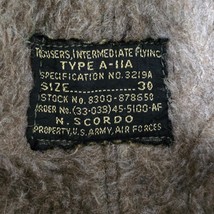 TROUSERS, INTERMEDIATE FLYING
TYPE A-11A
SPECIFICATION NO. 3219A
SIZE 30
STOCK NO. 8300-878650
ORDER NO. (33-038) 45-5100-AF
N. SCORDO
PROPERTY, U.S. ARMY, AIR FORCES